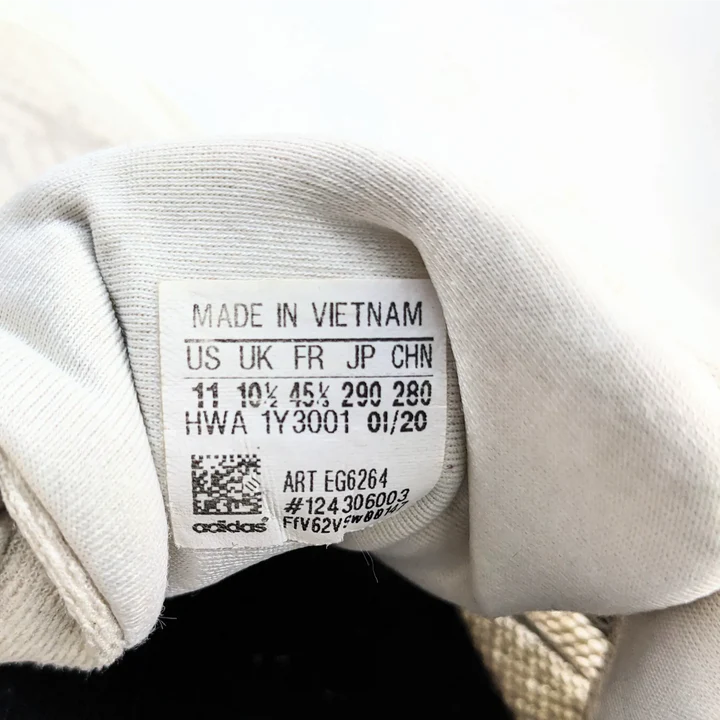 MADE IN VIETNAM
US UK FR JP CHN
11 10½ 45⅓ 290 280
HWA 1Y3001 01/20
ART EG6264
#124306003
adidas